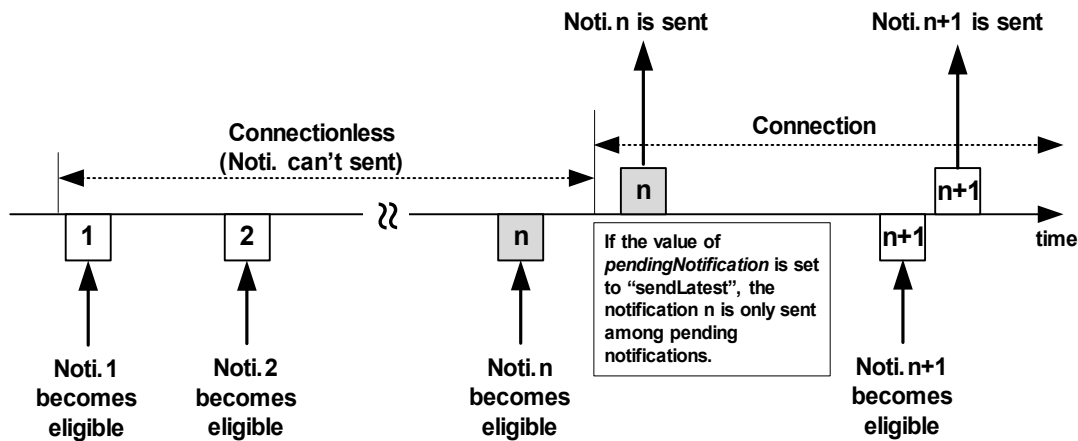 Noti.n is sent
Noti.n+1 is sent
Connectionless
(Noti. can't sent)
Connection
n
n+1
1
2
n
n+1
time
If the value of
pendingNotification is set
to “sendLatest”, the
notification n is only sent
among pending
notifications.
Noti.1
becomes
eligible
Noti.2
becomes
eligible
Noti.n
becomes
eligible
Noti.n+1
becomes
eligible